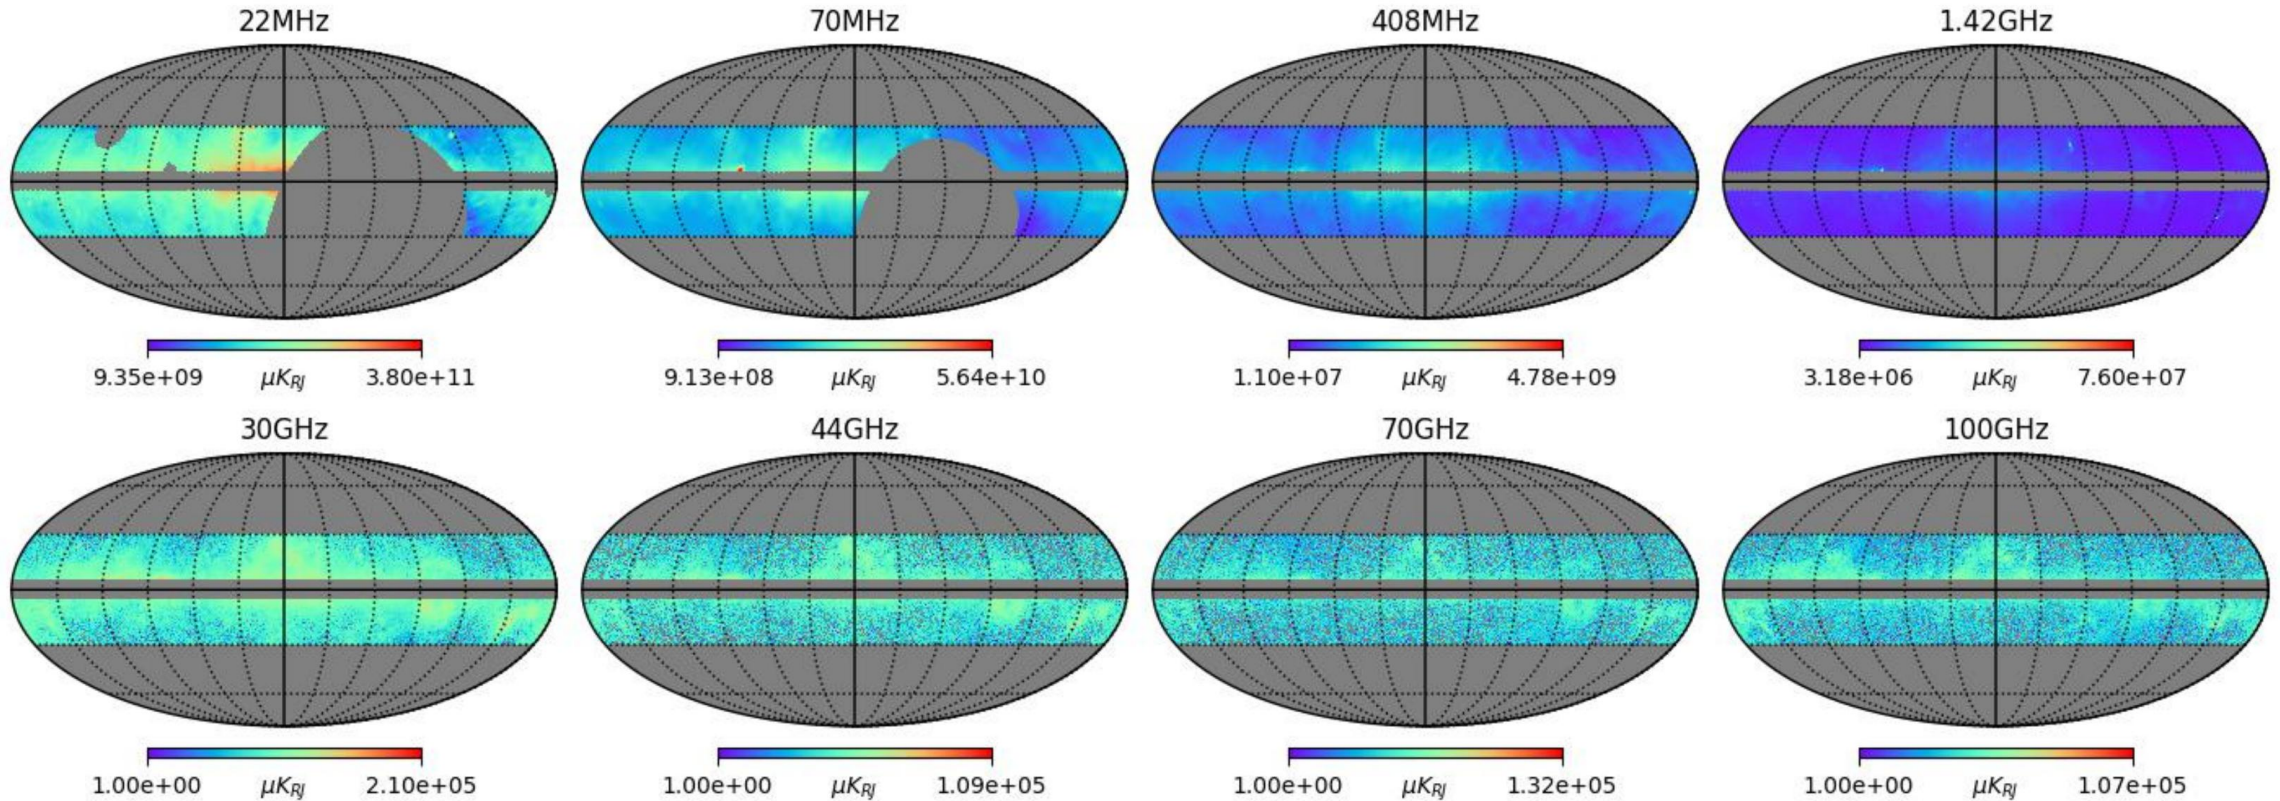 22MHz 70MHz 408MHz 1.42GHz
9.35e+09 μK_RJ 3.80e+11 9.13e+08 μK_RJ 5.64e+10 1.10e+07 μK_RJ 4.78e+09 3.18e+06 μK_RJ 7.60e+07
30GHz 44GHz 70GHz 100GHz
1.00e+00 μK_RJ 2.10e+05 1.00e+00 μK_RJ 1.09e+05 1.00e+00 μK_RJ 1.32e+05 1.00e+00 μK_RJ 1.07e+05